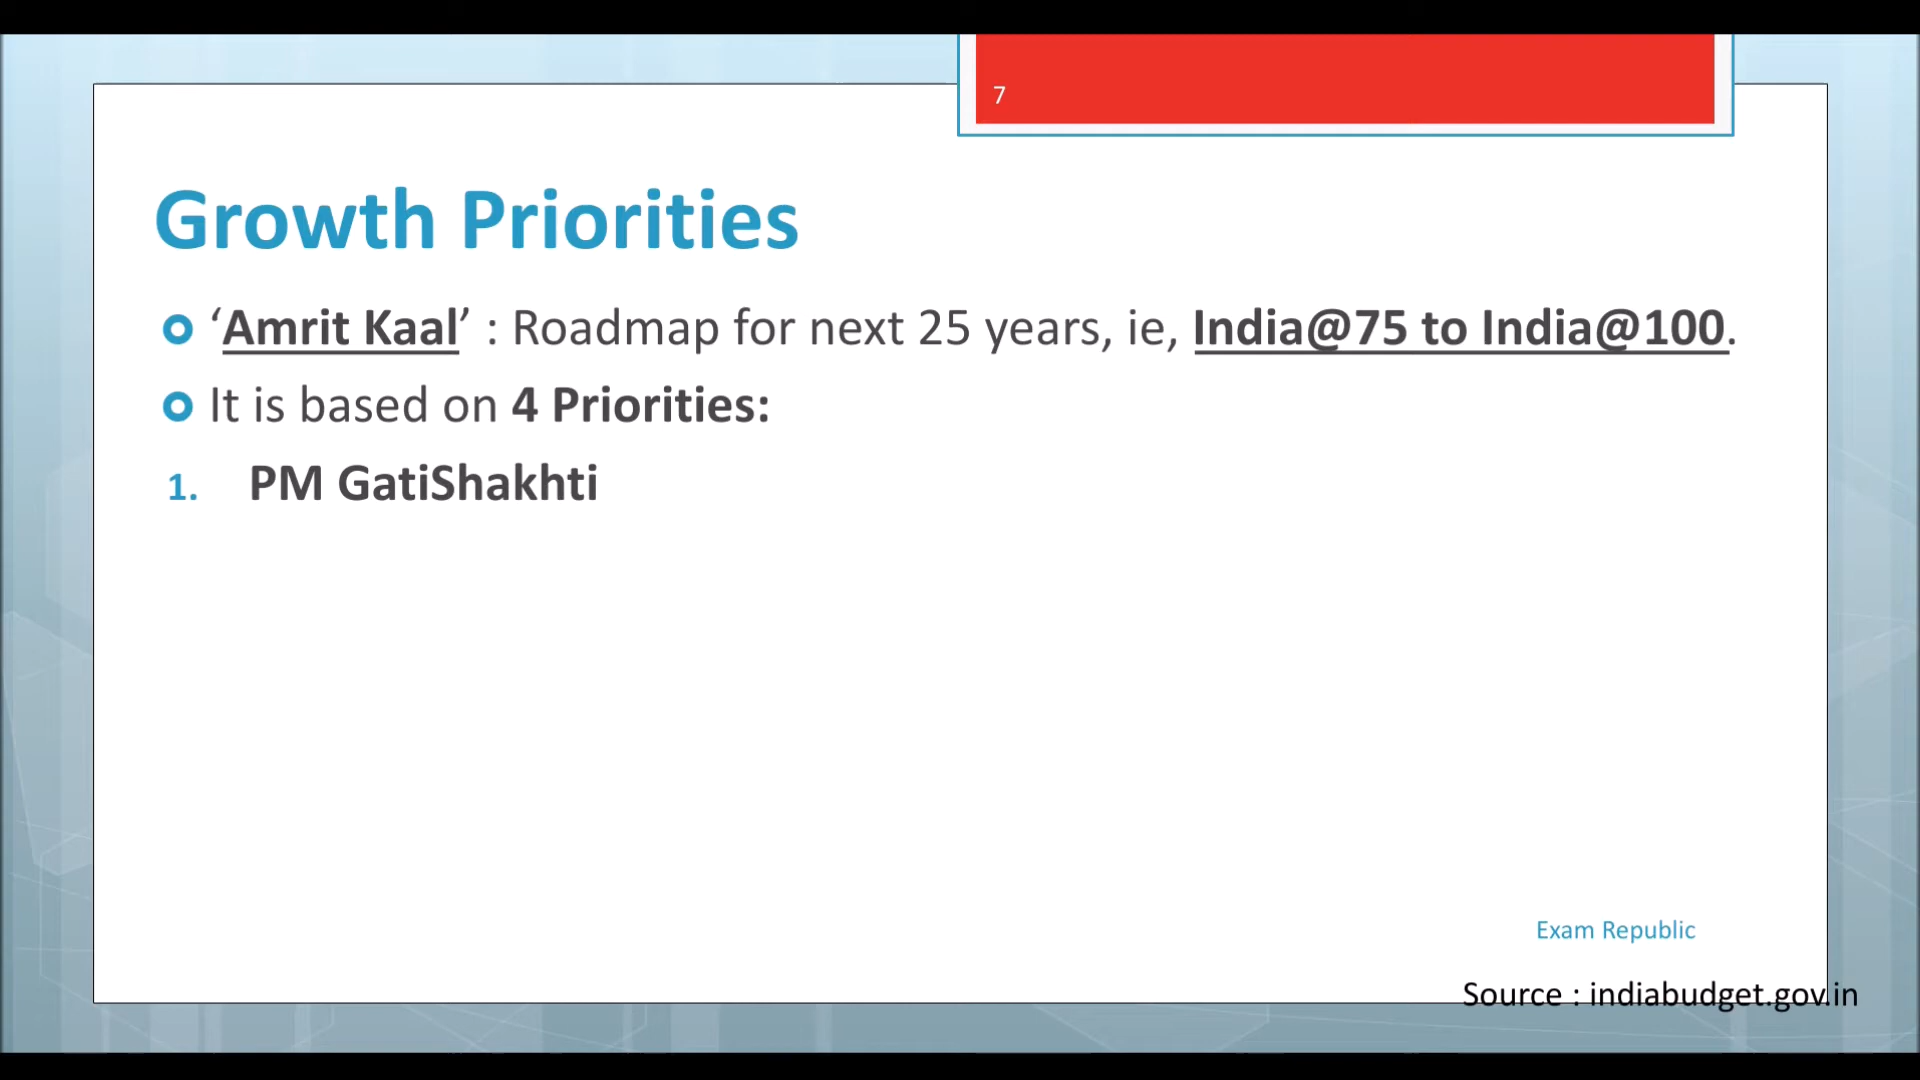 7
Growth Priorities
‘Amrit Kaal’ : Roadmap for next 25 years, ie, India@75 to India@100.
It is based on 4 Priorities:
1. PM GatiShakhti
Exam Republic
Source : indiabudget.gov.in